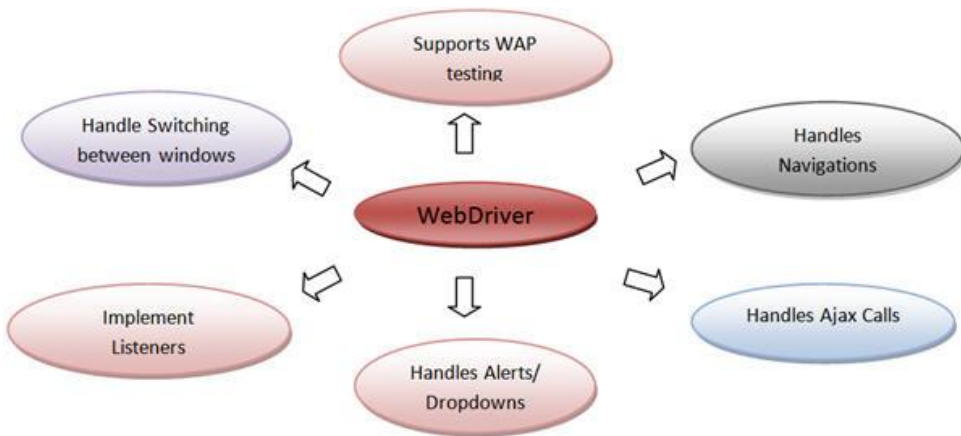 Supports WAP
testing
Handle Switching
between windows
Handles
Navigations
WebDriver
Implement
Listeners
Handles Ajax Calls
Handles Alerts/
Dropdowns